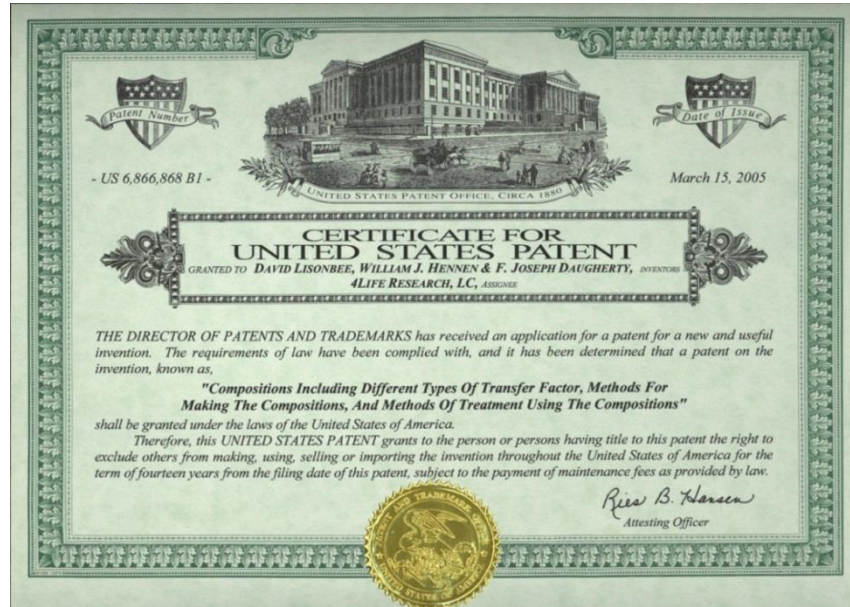 Patent Number
Date of Issue
- US 6,866,868 B1 -
March 15, 2005
UNITED STATES PATENT OFFICE, CIRCA 1880
CERTIFICATE FOR
UNITED STATES PATENT
GRANTED TO DAVID LISONBEE, WILLIAM J. HENNEN & F. JOSEPH DAUGHERTY, INVENTORS
4LIFE RESEARCH, LC, ASSIGNEE
THE DIRECTOR OF PATENTS AND TRADEMARKS has received an application for a patent for a new and useful
invention. The requirements of law have been complied with, and it has been determined that a patent on the
invention, known as,
"Compositions Including Different Types Of Transfer Factor, Methods For
Making The Compositions, And Methods Of Treatment Using The Compositions"
shall be granted under the laws of the United States of America.
Therefore, this UNITED STATES PATENT grants to the person or persons having title to this patent the right to
exclude others from making, using, selling or importing the invention throughout the United States of America for the
term of fourteen years from the filing date of this patent, subject to the payment of maintenance fees as provided by law.
Ries B. Hansen
Attesting Officer
AND TRADEMARK
UNITED STATES OF